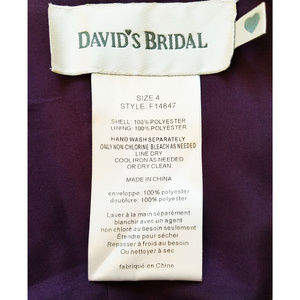 DAVID'S BRIDAL
SIZE 4
STYLE: F14847
SHELL: 100% POLYESTER
LINING: 100% POLYESTER
HAND WASH SEPARATELY
ONLY NON-CHLORINE BLEACH AS NEEDED
LINE DRY
COOL IRON AS NEEDED
OR DRY CLEAN
MADE IN CHINA
enveloppe: 100% polyester
doublure: 100% polyester
Laver à la main séparement
blanchir avec un agent
non chloré au besoin seulement
Étendre pour sécher
Repasser à froid au besoin
Ou nettoyer à sec
fabriqué en Chine